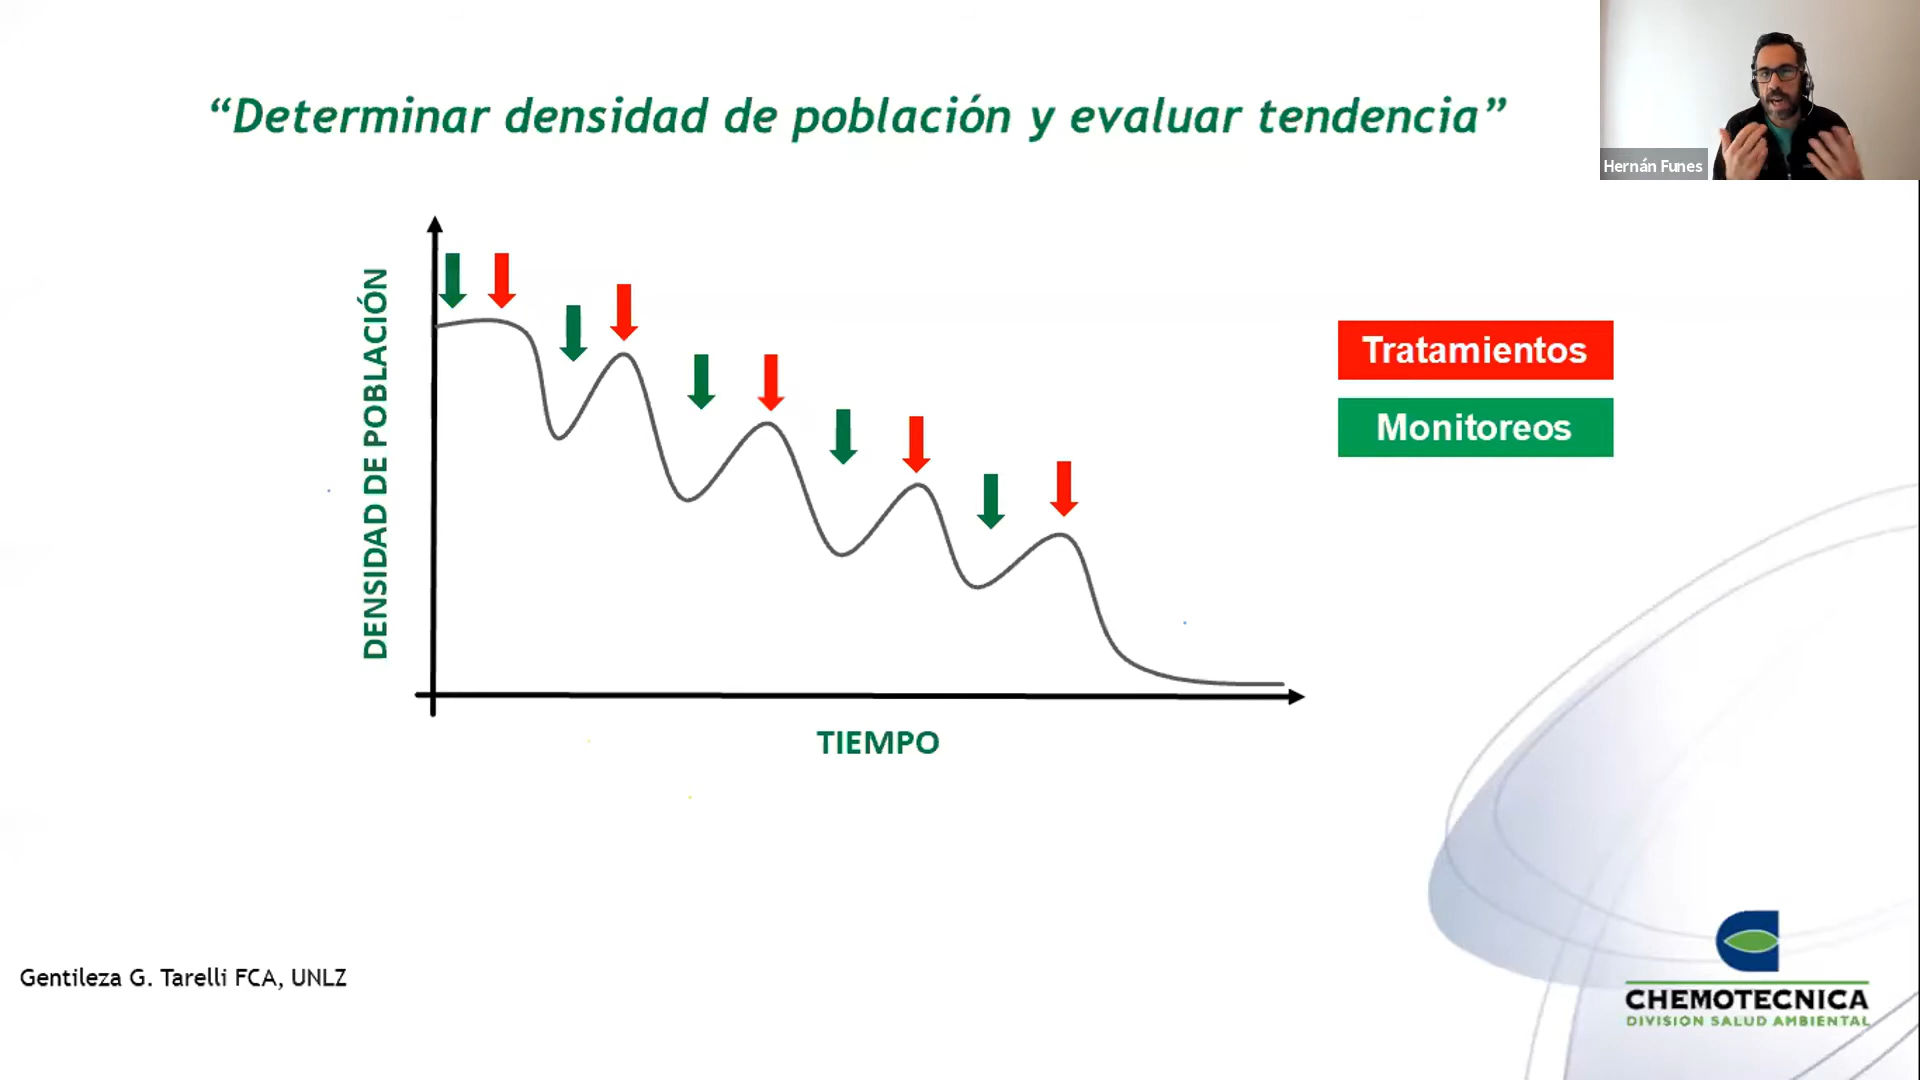 “Determinar densidad de población y evaluar tendencia”
Hernán Funes
DENSIDAD DE POBLACIÓN
Tratamientos
Monitoreos
TIEMPO
Gentileza G. Tarelli FCA, UNLZ
CHEMOTECNICA
DIVISION SALUD AMBIENTAL